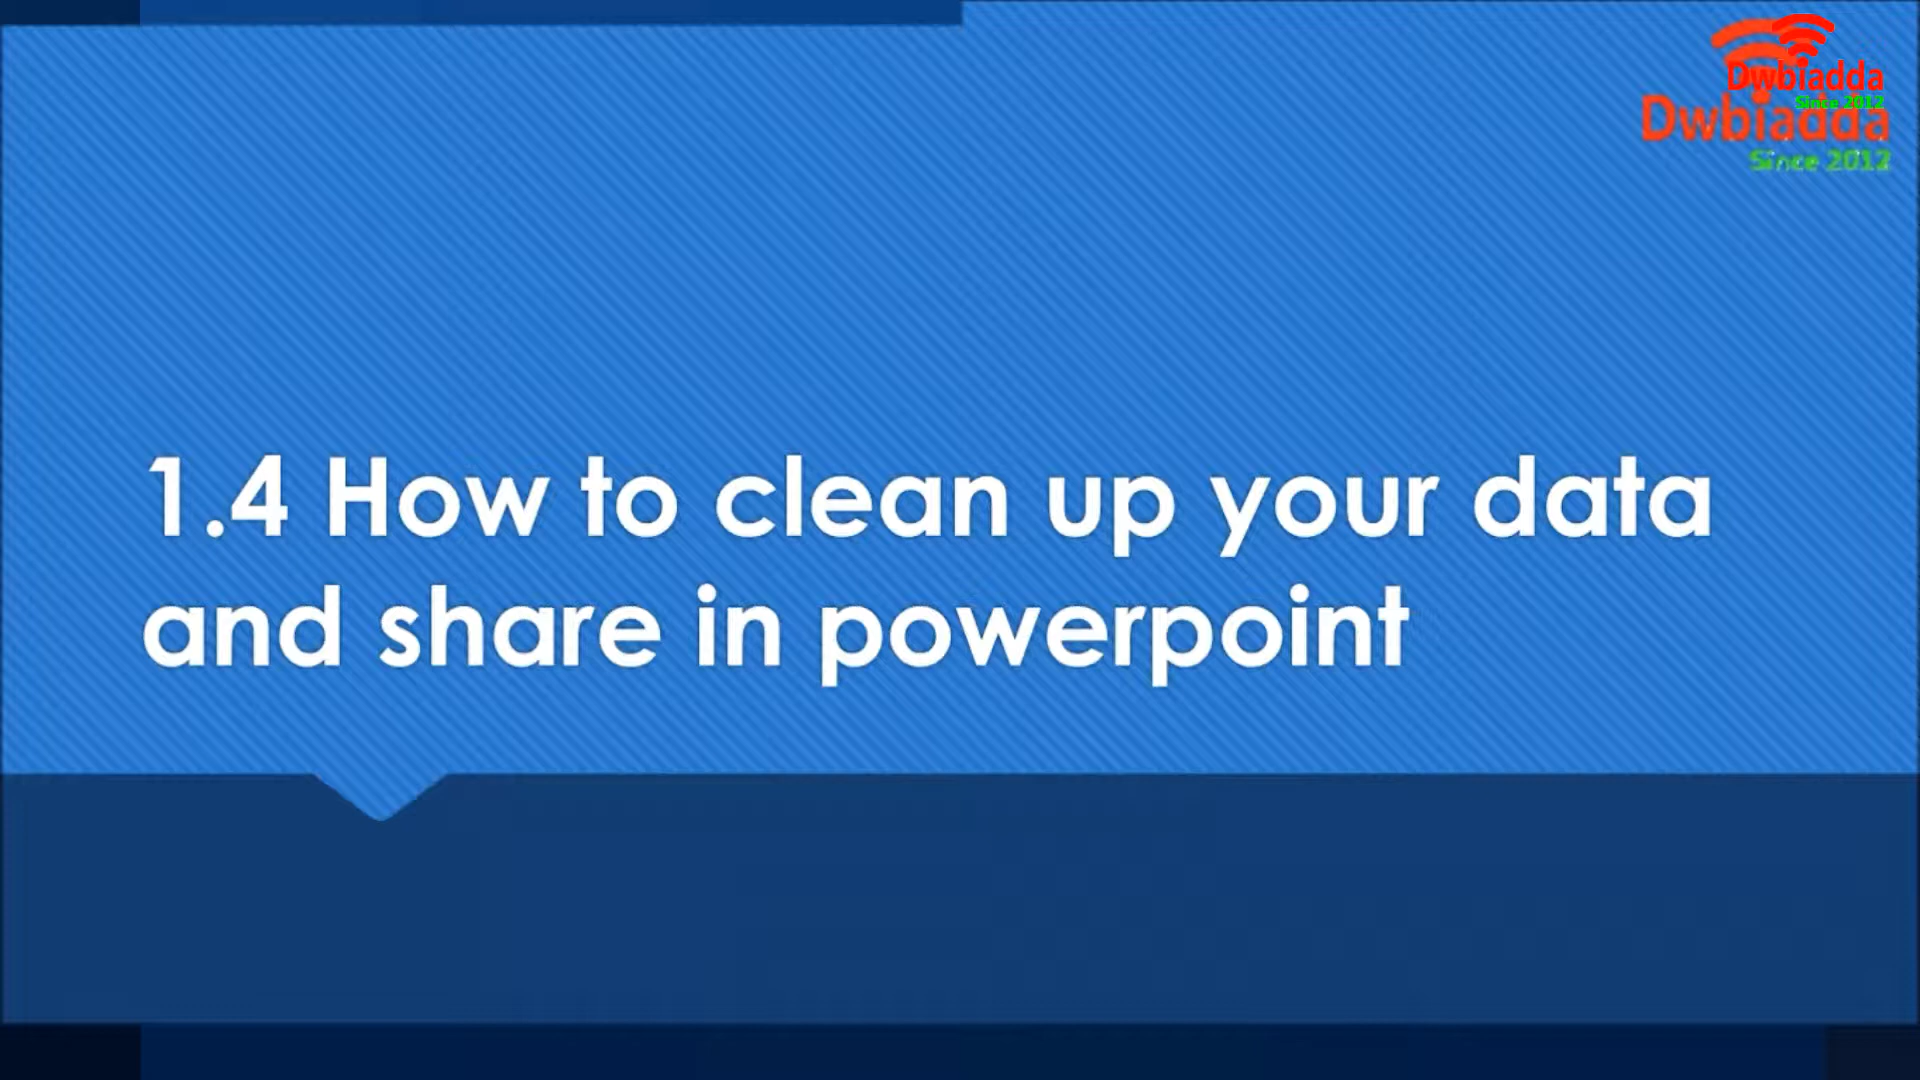 Dwbiadda
Since 2012
Dwbiadda
Since 2012
1.4 How to clean up your data
and share in powerpoint